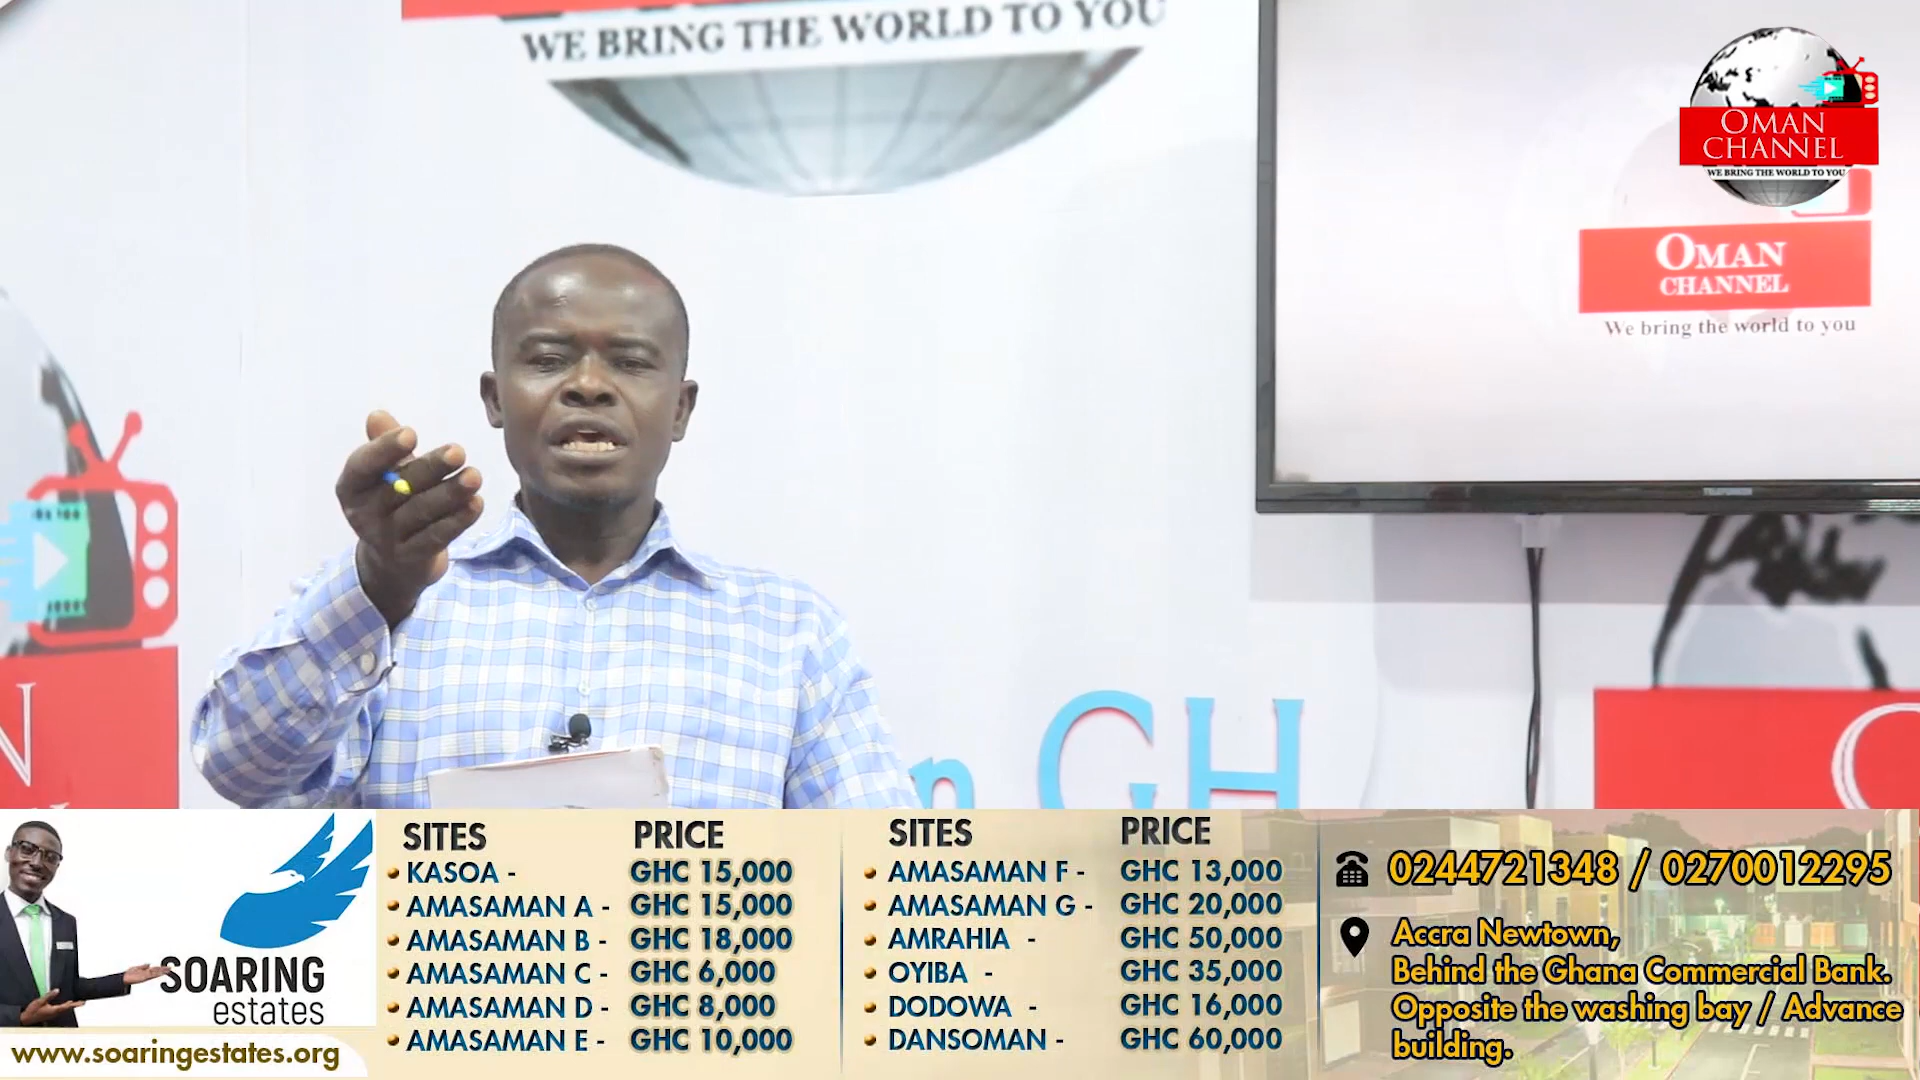 WE BRING THE WORLD TO YOU
OMAN
CHANNEL
WE BRING THE WORLD TO YOU
OMAN
CHANNEL
We bring the world to you
TELEFUNKEN
N
n GH
SOARING
estates
www.soaringestates.org
SITES PRICE
KASOA - GHC 15,000
AMASAMAN A - GHC 15,000
AMASAMAN B - GHC 18,000
AMASAMAN C - GHC 6,000
AMASAMAN D - GHC 8,000
AMASAMAN E - GHC 10,000
SITES PRICE
AMASAMAN F - GHC 13,000
AMASAMAN G - GHC 20,000
AMRAHIA - GHC 50,000
OYIBA - GHC 35,000
DODOWA - GHC 16,000
DANSOMAN - GHC 60,000
0244721348 / 0270012295
Accra Newtown,
Behind the Ghana Commercial Bank.
Opposite the washing bay / Advance
building.